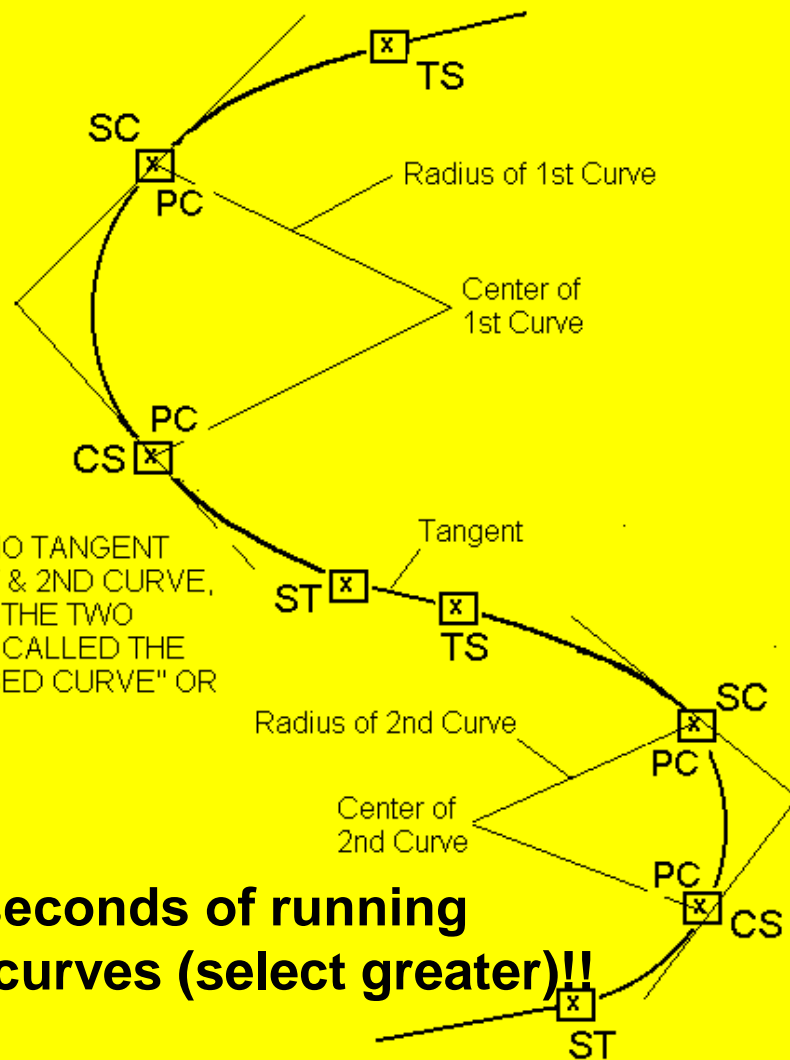 x
TS
SC
x
PC
Radius of 1st Curve
Center of
1st Curve
PC
CS
x
Tangent
O TANGENT
& 2ND CURVE,
THE TWO
CALLED THE
ED CURVE" OR
ST
x
x
TS
SC
x
PC
Radius of 2nd Curve
Center of
2nd Curve
PC
x
CS
seconds of running
curves (select greater)!!
x
ST